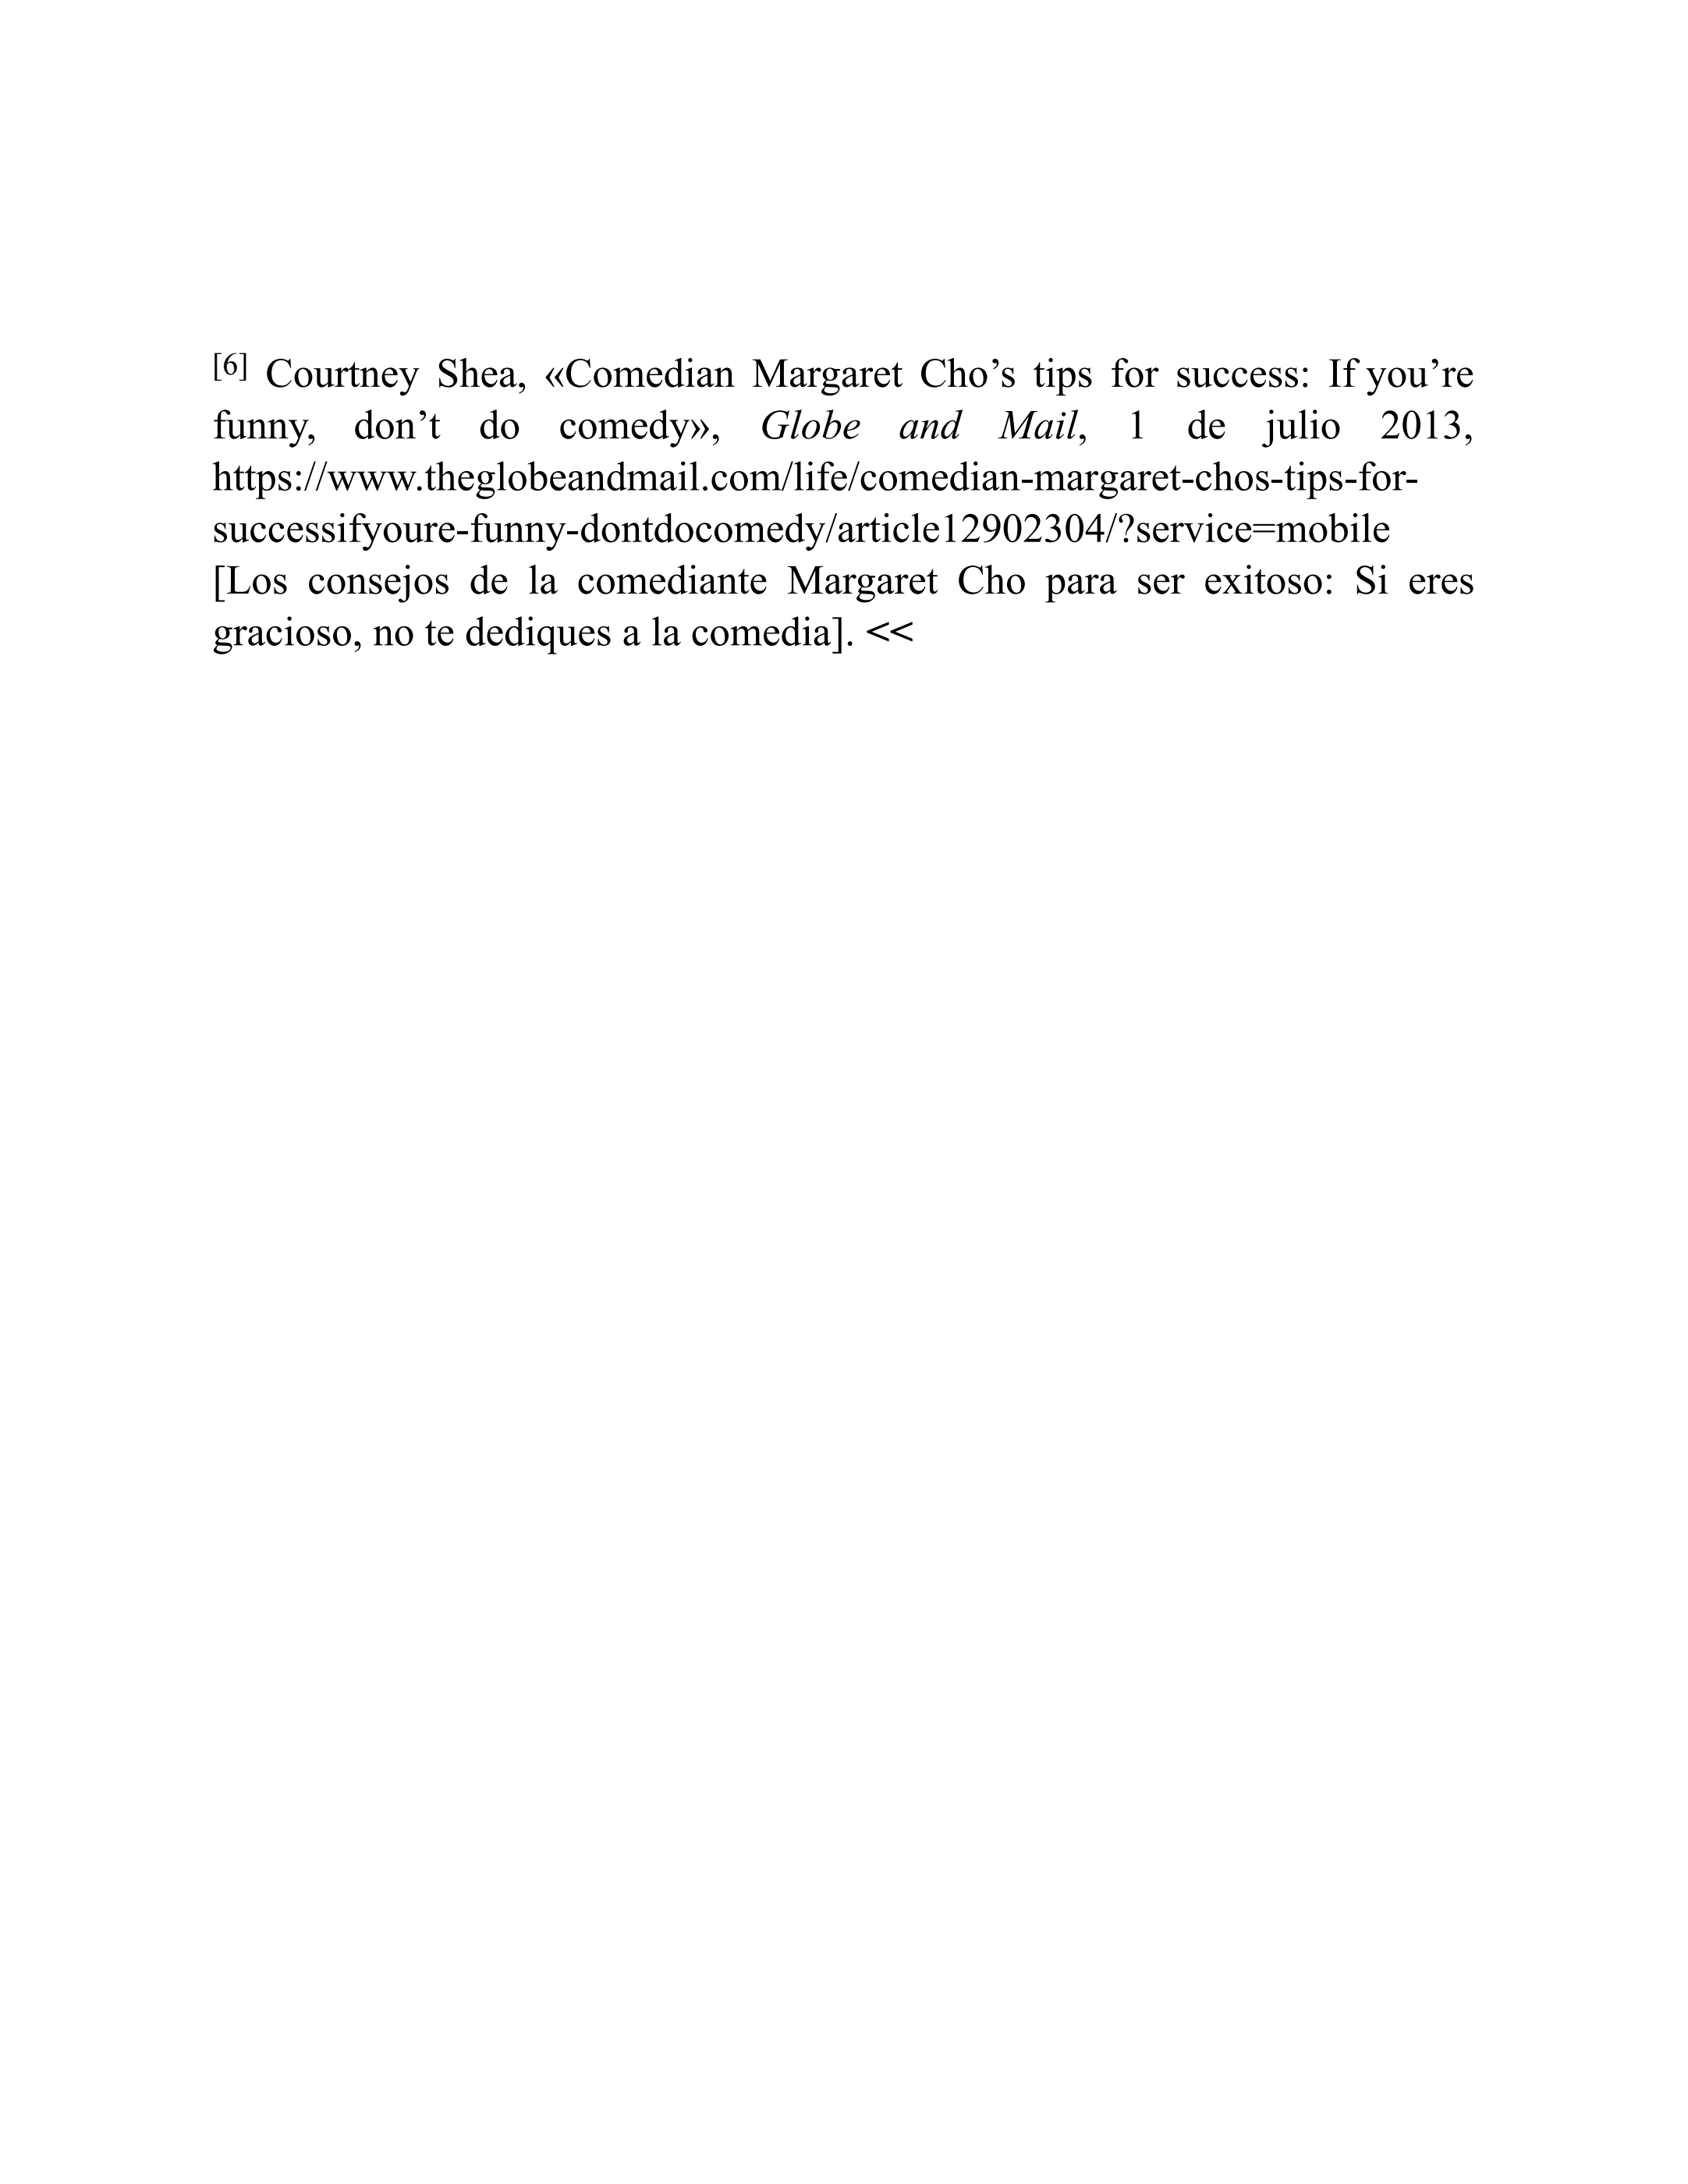 [6] Courtney Shea, «Comedian Margaret Cho’s tips for success: If you’re
funny, don’t do comedy», Globe and Mail, 1 de julio 2013,
https://www.theglobeandmail.com/life/comedian-margaret-chos-tips-for-
successifyoure-funny-dontdocomedy/article12902304/?service=mobile
[Los consejos de la comediante Margaret Cho para ser exitoso: Si eres
gracioso, no te dediques a la comedia]. <<